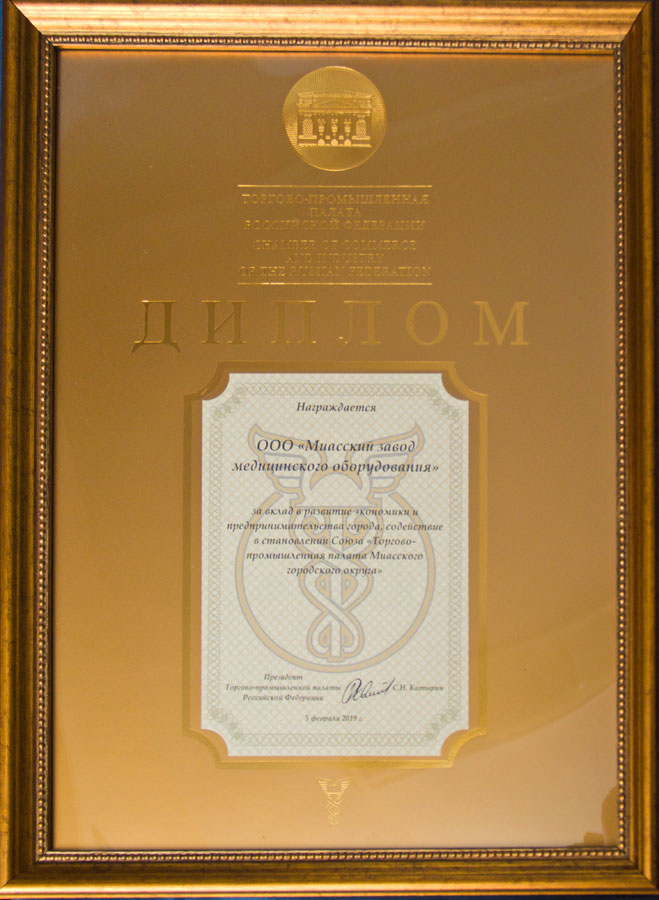 ТОРГОВО-ПРОМЫШЛЕННАЯ
ПАЛАТА
РОССИЙСКОЙ ФЕДЕРАЦИИ
CHAMBER OF COMMERCE
AND INDUSTRY
OF THE RUSSIAN FEDERATION
ДИПЛОМ
Награждается
ООО «Миасский завод
медицинского оборудования»
за вклад в развитие экономики и
предпринимательства города, содействие
в становлении Союза «Торгово-
промышленная палата Миасского
городского округа»
Президент
Торгово-промышленной палаты
Российской Федерации
С.Н. Катырин
5 февраля 2019 г.